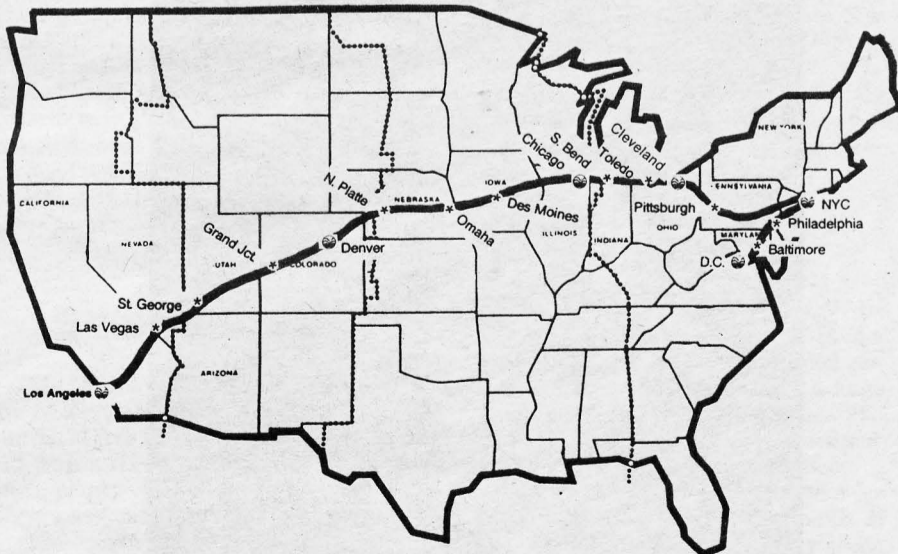 NEW YORK
Cleveland
Toledo
S. Bend
Chicago
PENNSYLVANIA
N. Platte
IOWA
NEBRASKA
CALIFORNIA
NYC
Des Moines
Pittsburgh
Omaha
OHIO
Philadelphia
ILLINOIS
INDIANA
MARYLAND
NEVADA
Grand Jct
Denver
Baltimore
UTAH
COLORADO
D.C.
St. George
Las Vegas
ARIZONA
Los Angeles